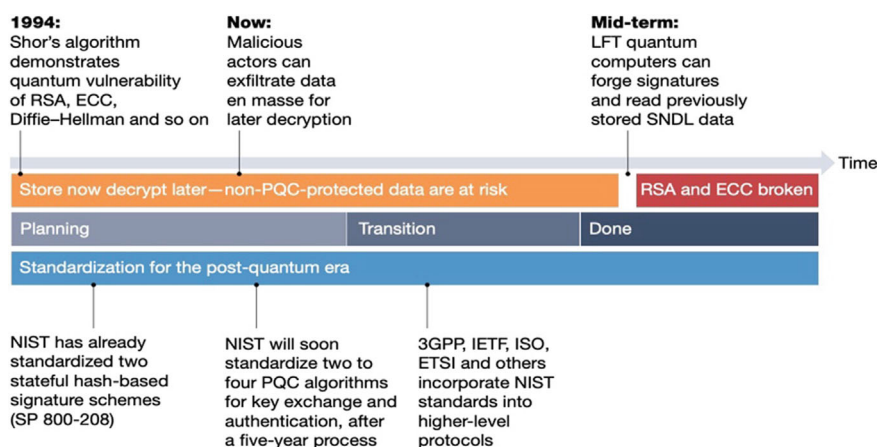 1994:
Shor's algorithm
demonstrates
quantum vulnerability
of RSA, ECC,
Diffie–Hellman and so on
Now:
Malicious
actors can
exfiltrate data
en masse for
later decryption
Mid-term:
LFT quantum
computers can
forge signatures
and read previously
stored SNDL data
Time
Store now decrypt later—non-PQC-protected data are at risk
RSA and ECC broken
Planning
Transition
Done
Standardization for the post-quantum era
NIST has already
standardized two
stateful hash-based
signature schemes
(SP 800-208)
NIST will soon
standardize two to
four PQC algorithms
for key exchange and
authentication, after
a five-year process
3GPP, IETF, ISO,
ETSI and others
incorporate NIST
standards into
higher-level
protocols